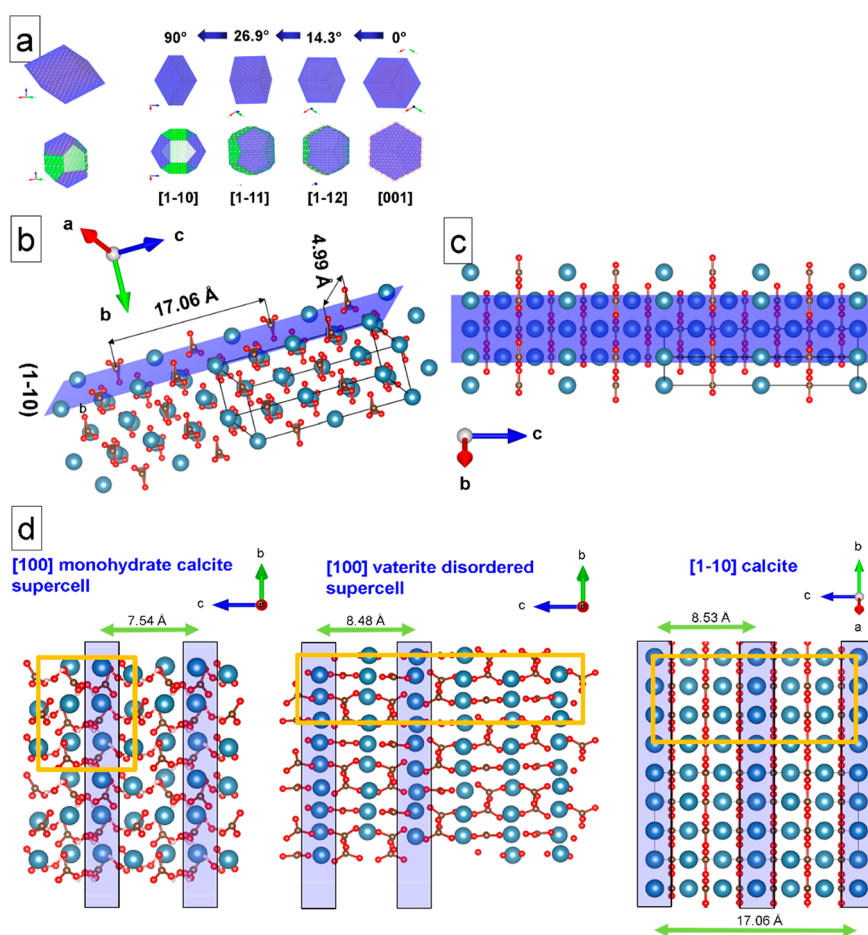 a
90° 26.9° 14.3° 0°
[1-10] [1-11] [1-12] [001]
b
a
c
b
17.06 Å
4.99 Å
(1-10)
b
c
c
b
d
[100] monohydrate calcite
supercell
b
c
7.54 Å
[100] vaterite disordered
supercell
b
c
8.48 Å
[1-10] calcite
b
c
a
8.53 Å
17.06 Å